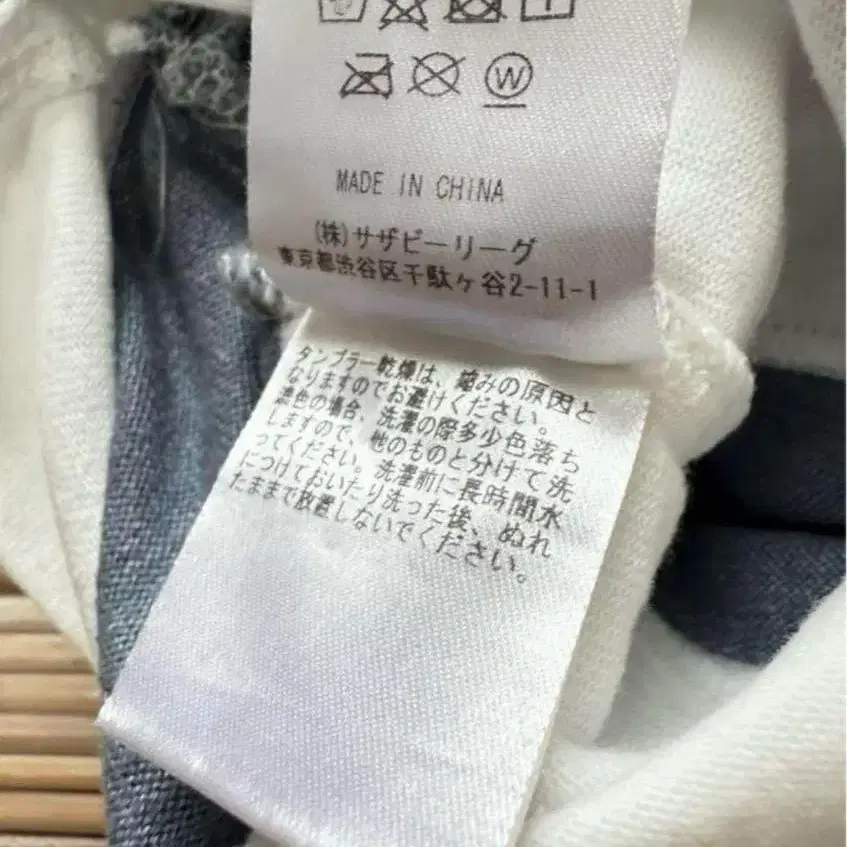 W
MADE IN CHINA
(株)サザビーリーグ
東京都渋谷区千駄ヶ谷2-11-1
タンブラー乾燥は、縮みの原因と
なりますのでお避けください。
濃色の場合、洗濯の際多少色落ち
しますので、他のものと分けて洗
ってください。洗濯前に長時間水
につけておいたり洗った後、ぬれ
たままで放置しないでください。